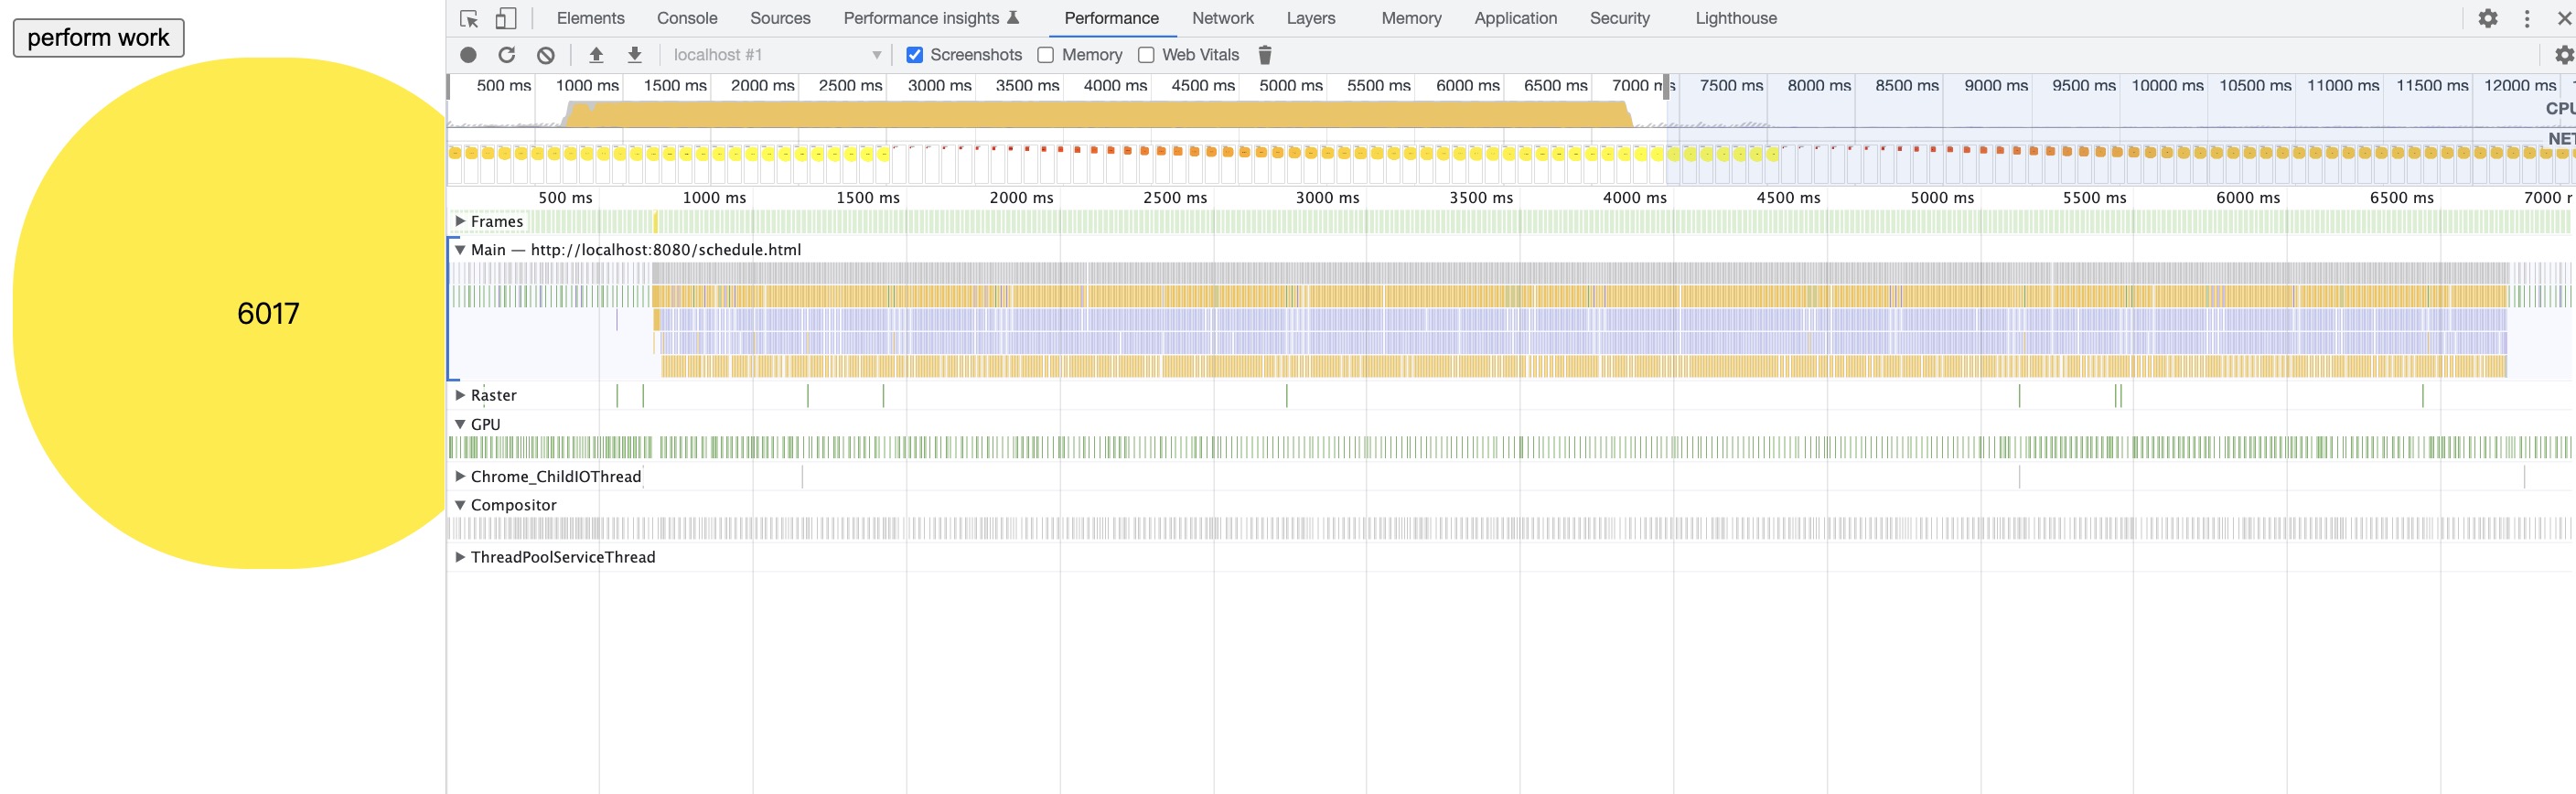 perform work
6017
Elements Console Sources Performance insights Performance Network Layers Memory Application Security Lighthouse
localhost #1 Screenshots Memory Web Vitals
500 ms 1000 ms 1500 ms 2000 ms 2500 ms 3000 ms 3500 ms 4000 ms 4500 ms 5000 ms 5500 ms 6000 ms 6500 ms 7000 ms 7500 ms 8000 ms 8500 ms 9000 ms 9500 ms 10000 ms 10500 ms 11000 ms 11500 ms 12000 ms
CPU
NET
500 ms 1000 ms 1500 ms 2000 ms 2500 ms 3000 ms 3500 ms 4000 ms 4500 ms 5000 ms 5500 ms 6000 ms 6500 ms 7000 r
Frames
Main — http://localhost:8080/schedule.html
Raster
GPU
Chrome_ChildIOThread
Compositor
ThreadPoolServiceThread